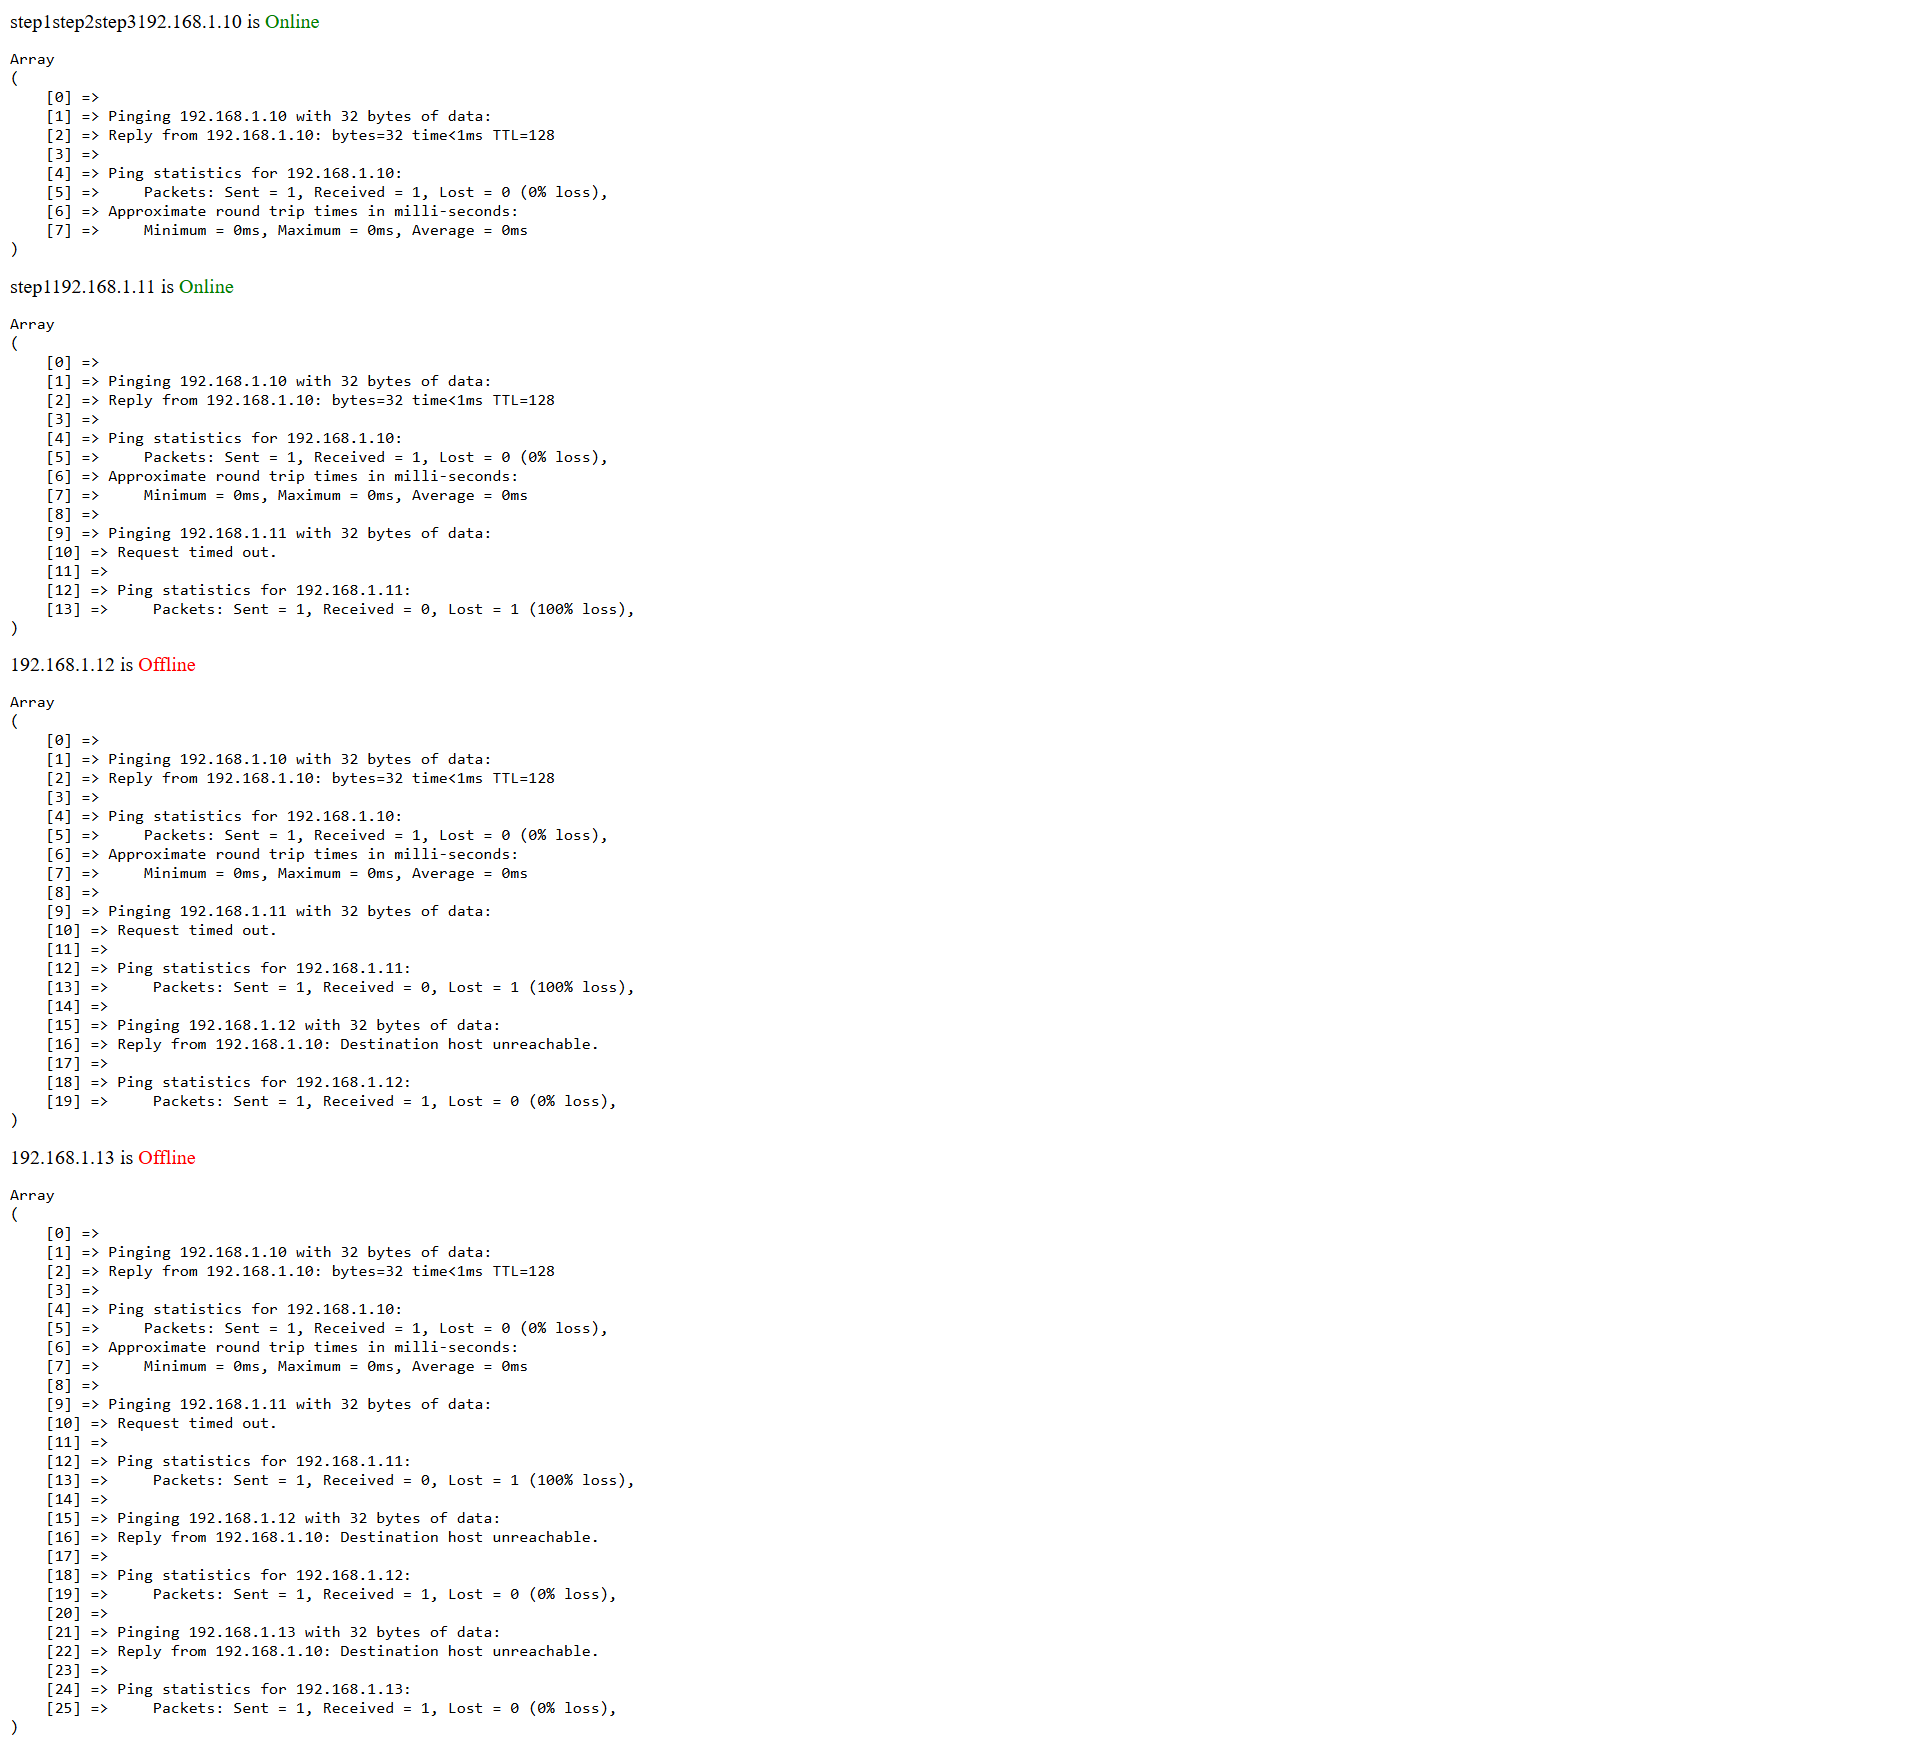 step1step2step3192.168.1.10 is Online
Array
(
    [0] =>
    [1] => Pinging 192.168.1.10 with 32 bytes of data:
    [2] => Reply from 192.168.1.10: bytes=32 time<1ms TTL=128
    [3] =>
    [4] => Ping statistics for 192.168.1.10:
    [5] =>     Packets: Sent = 1, Received = 1, Lost = 0 (0% loss),
    [6] => Approximate round trip times in milli-seconds:
    [7] =>     Minimum = 0ms, Maximum = 0ms, Average = 0ms
)
step1192.168.1.11 is Online
Array
(
    [0] =>
    [1] => Pinging 192.168.1.10 with 32 bytes of data:
    [2] => Reply from 192.168.1.10: bytes=32 time<1ms TTL=128
    [3] =>
    [4] => Ping statistics for 192.168.1.10:
    [5] =>     Packets: Sent = 1, Received = 1, Lost = 0 (0% loss),
    [6] => Approximate round trip times in milli-seconds:
    [7] =>     Minimum = 0ms, Maximum = 0ms, Average = 0ms
    [8] =>
    [9] => Pinging 192.168.1.11 with 32 bytes of data:
    [10] => Request timed out.
    [11] =>
    [12] => Ping statistics for 192.168.1.11:
    [13] =>     Packets: Sent = 1, Received = 0, Lost = 1 (100% loss),
)
192.168.1.12 is Offline
Array
(
    [0] =>
    [1] => Pinging 192.168.1.10 with 32 bytes of data:
    [2] => Reply from 192.168.1.10: bytes=32 time<1ms TTL=128
    [3] =>
    [4] => Ping statistics for 192.168.1.10:
    [5] =>     Packets: Sent = 1, Received = 1, Lost = 0 (0% loss),
    [6] => Approximate round trip times in milli-seconds:
    [7] =>     Minimum = 0ms, Maximum = 0ms, Average = 0ms
    [8] =>
    [9] => Pinging 192.168.1.11 with 32 bytes of data:
    [10] => Request timed out.
    [11] =>
    [12] => Ping statistics for 192.168.1.11:
    [13] =>     Packets: Sent = 1, Received = 0, Lost = 1 (100% loss),
    [14] =>
    [15] => Pinging 192.168.1.12 with 32 bytes of data:
    [16] => Reply from 192.168.1.10: Destination host unreachable.
    [17] =>
    [18] => Ping statistics for 192.168.1.12:
    [19] =>     Packets: Sent = 1, Received = 1, Lost = 0 (0% loss),
)
192.168.1.13 is Offline
Array
(
    [0] =>
    [1] => Pinging 192.168.1.10 with 32 bytes of data:
    [2] => Reply from 192.168.1.10: bytes=32 time<1ms TTL=128
    [3] =>
    [4] => Ping statistics for 192.168.1.10:
    [5] =>     Packets: Sent = 1, Received = 1, Lost = 0 (0% loss),
    [6] => Approximate round trip times in milli-seconds:
    [7] =>     Minimum = 0ms, Maximum = 0ms, Average = 0ms
    [8] =>
    [9] => Pinging 192.168.1.11 with 32 bytes of data:
    [10] => Request timed out.
    [11] =>
    [12] => Ping statistics for 192.168.1.11:
    [13] =>     Packets: Sent = 1, Received = 0, Lost = 1 (100% loss),
    [14] =>
    [15] => Pinging 192.168.1.12 with 32 bytes of data:
    [16] => Reply from 192.168.1.10: Destination host unreachable.
    [17] =>
    [18] => Ping statistics for 192.168.1.12:
    [19] =>     Packets: Sent = 1, Received = 1, Lost = 0 (0% loss),
    [20] =>
    [21] => Pinging 192.168.1.13 with 32 bytes of data:
    [22] => Reply from 192.168.1.10: Destination host unreachable.
    [23] =>
    [24] => Ping statistics for 192.168.1.13:
    [25] =>     Packets: Sent = 1, Received = 1, Lost = 0 (0% loss),
)